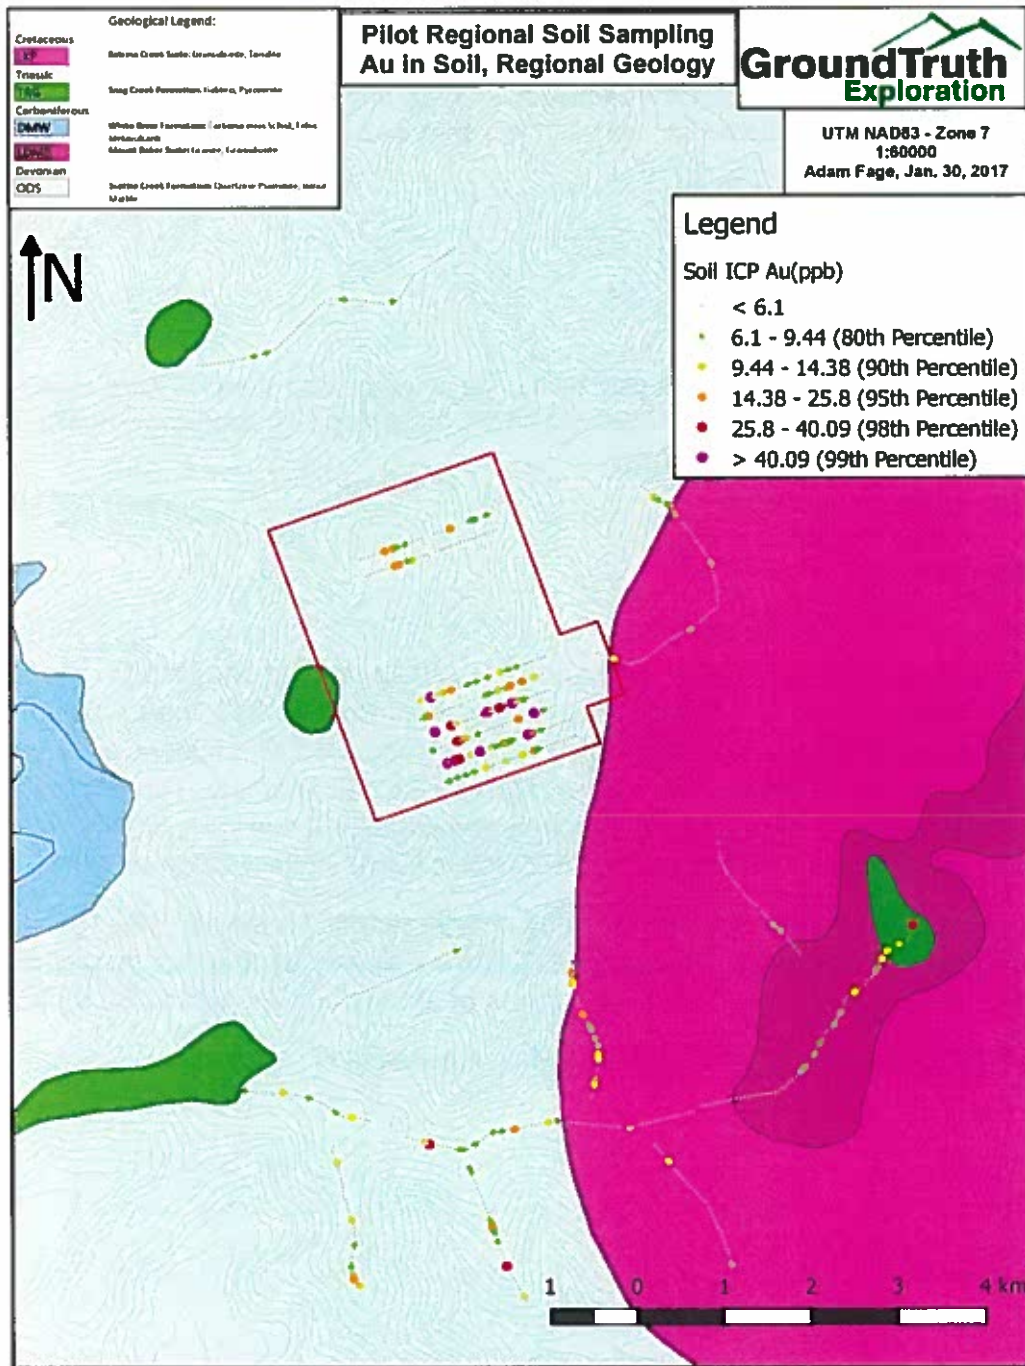 Geological Legend:
Cretaceous
Triassic
TRG
Carboniferous
DMW
Devonian
ODS
Pilot Regional Soil Sampling
Au in Soil, Regional Geology
GroundTruth
Exploration
UTM NAD83 - Zone 7
1:60000
Adam Fage, Jan. 30, 2017
Legend
Soil ICP Au(ppb)
< 6.1
6.1 - 9.44 (80th Percentile)
9.44 - 14.38 (90th Percentile)
14.38 - 25.8 (95th Percentile)
25.8 - 40.09 (98th Percentile)
> 40.09 (99th Percentile)
N
1 0 1 2 3 4 km